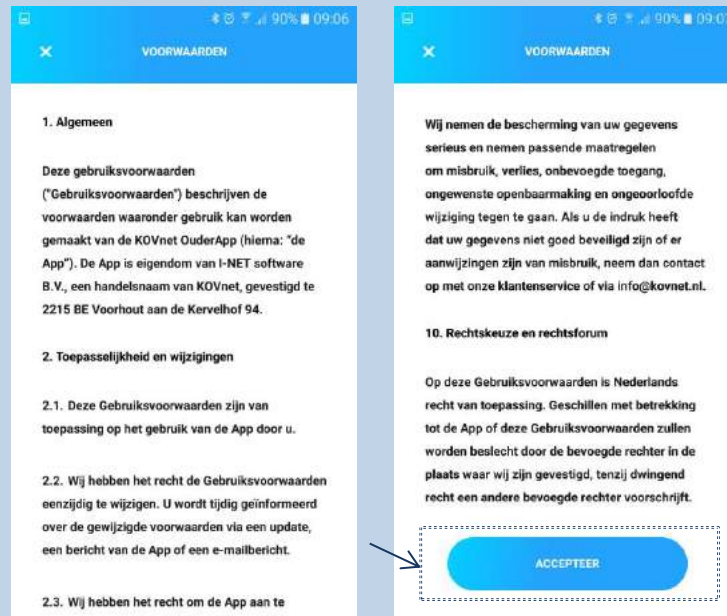 90% 09:06
VOORWAARDEN
1. Algemeen
Deze gebruiksvoorwaarden
("Gebruiksvoorwaarden") beschrijven de
voorwaarden waaronder gebruik kan worden
gemaakt van de KOVnet OuderApp (hierna: "de
App"). De App is eigendom van I-NET software
B.V., een handelsnaam van KOVnet, gevestigd te
2215 BE Voorhout aan de Kervelhof 94.
2. Toepasselijkheid en wijzigingen
2.1. Deze Gebruiksvoorwaarden zijn van
toepassing op het gebruik van de App door u.
2.2. Wij hebben het recht de Gebruiksvoorwaarden
eenzijdig te wijzigen. U wordt tijdig geïnformeerd
over de gewijzigde voorwaarden via een update,
een bericht van de App of een e-mailbericht.
2.3. Wij hebben het recht om de App aan te
90% 09:07
VOORWAARDEN
Wij nemen de bescherming van uw gegevens
serieus en nemen passende maatregelen
om misbruik, verlies, onbevoegde toegang,
ongewenste openbaarmaking en ongeoorloofde
wijziging tegen te gaan. Als u de indruk heeft
dat uw gegevens niet goed beveiligd zijn of er
aanwijzingen zijn van misbruik, neem dan contact
op met onze klantenservice of via info@kovnet.nl.
10. Rechtskeuze en rechtsforum
Op deze Gebruiksvoorwaarden is Nederlands
recht van toepassing. Geschillen met betrekking
tot de App of deze Gebruiksvoorwaarden zullen
worden beslecht door de bevoegde rechter in de
plaats waar wij zijn gevestigd, tenzij dwingend
recht een andere bevoegde rechter voorschrijft.
ACCEPTEER